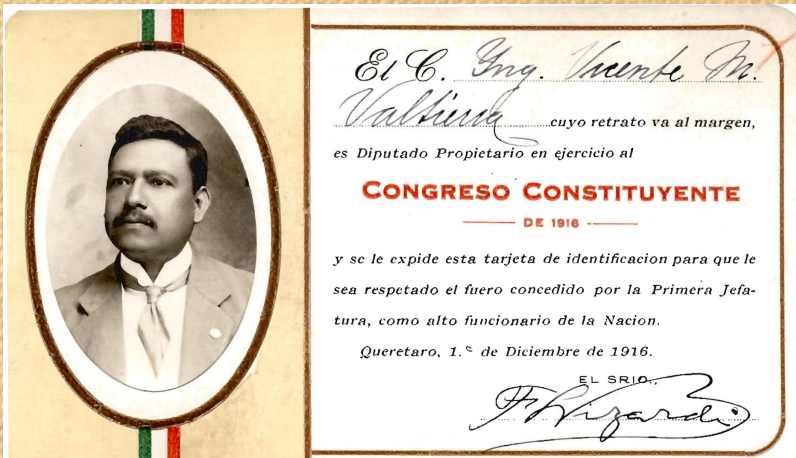 El C. Ing. Vicente M.
Valtierra cuyo retrato va al margen,
es Diputado Propietario en ejercicio al
CONGRESO CONSTITUYENTE
DE 1916
y se le expide esta tarjeta de identificacion para que le
sea respetado el fuero concedido por la Primera Jefa-
tura, como alto funcionario de la Nacion.
Queretaro, 1.º de Diciembre de 1916.
EL SRIO.,
F Lizardi